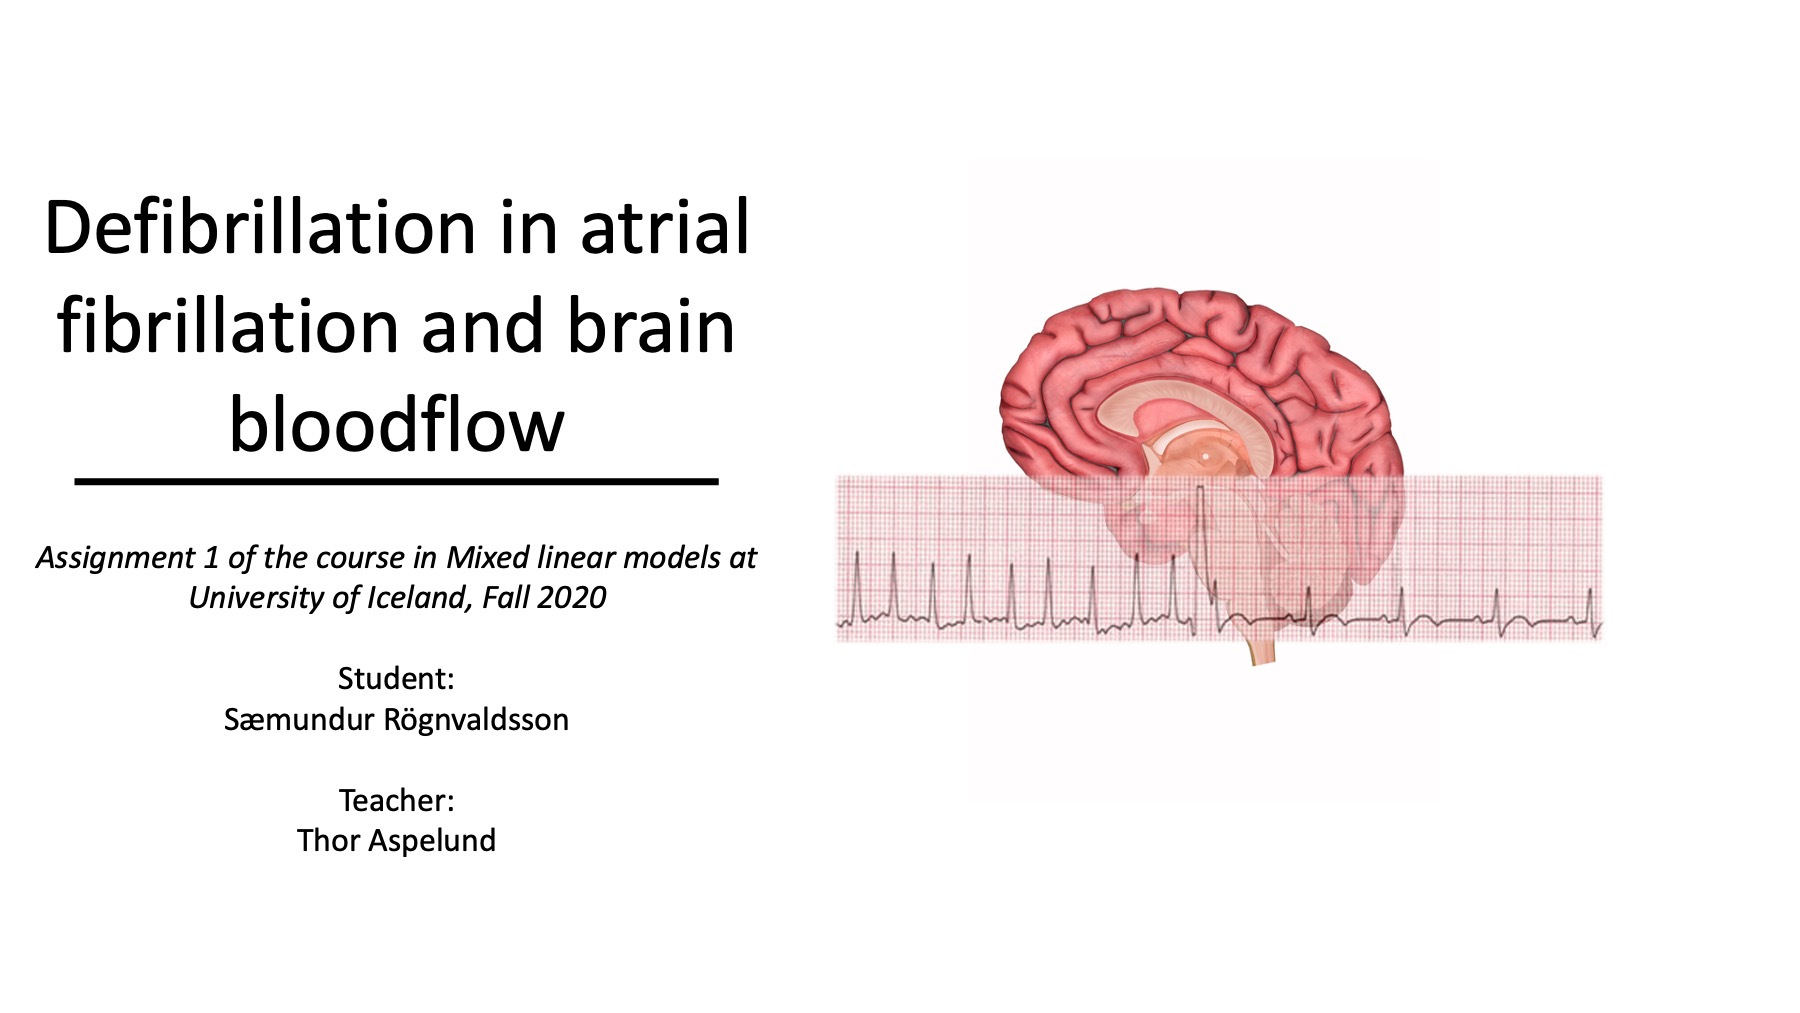 Defibrillation in atrial
fibrillation and brain
bloodflow
Assignment 1 of the course in Mixed linear models at
University of Iceland, Fall 2020
Student:
Sæmundur Rögnvaldsson
Teacher:
Thor Aspelund